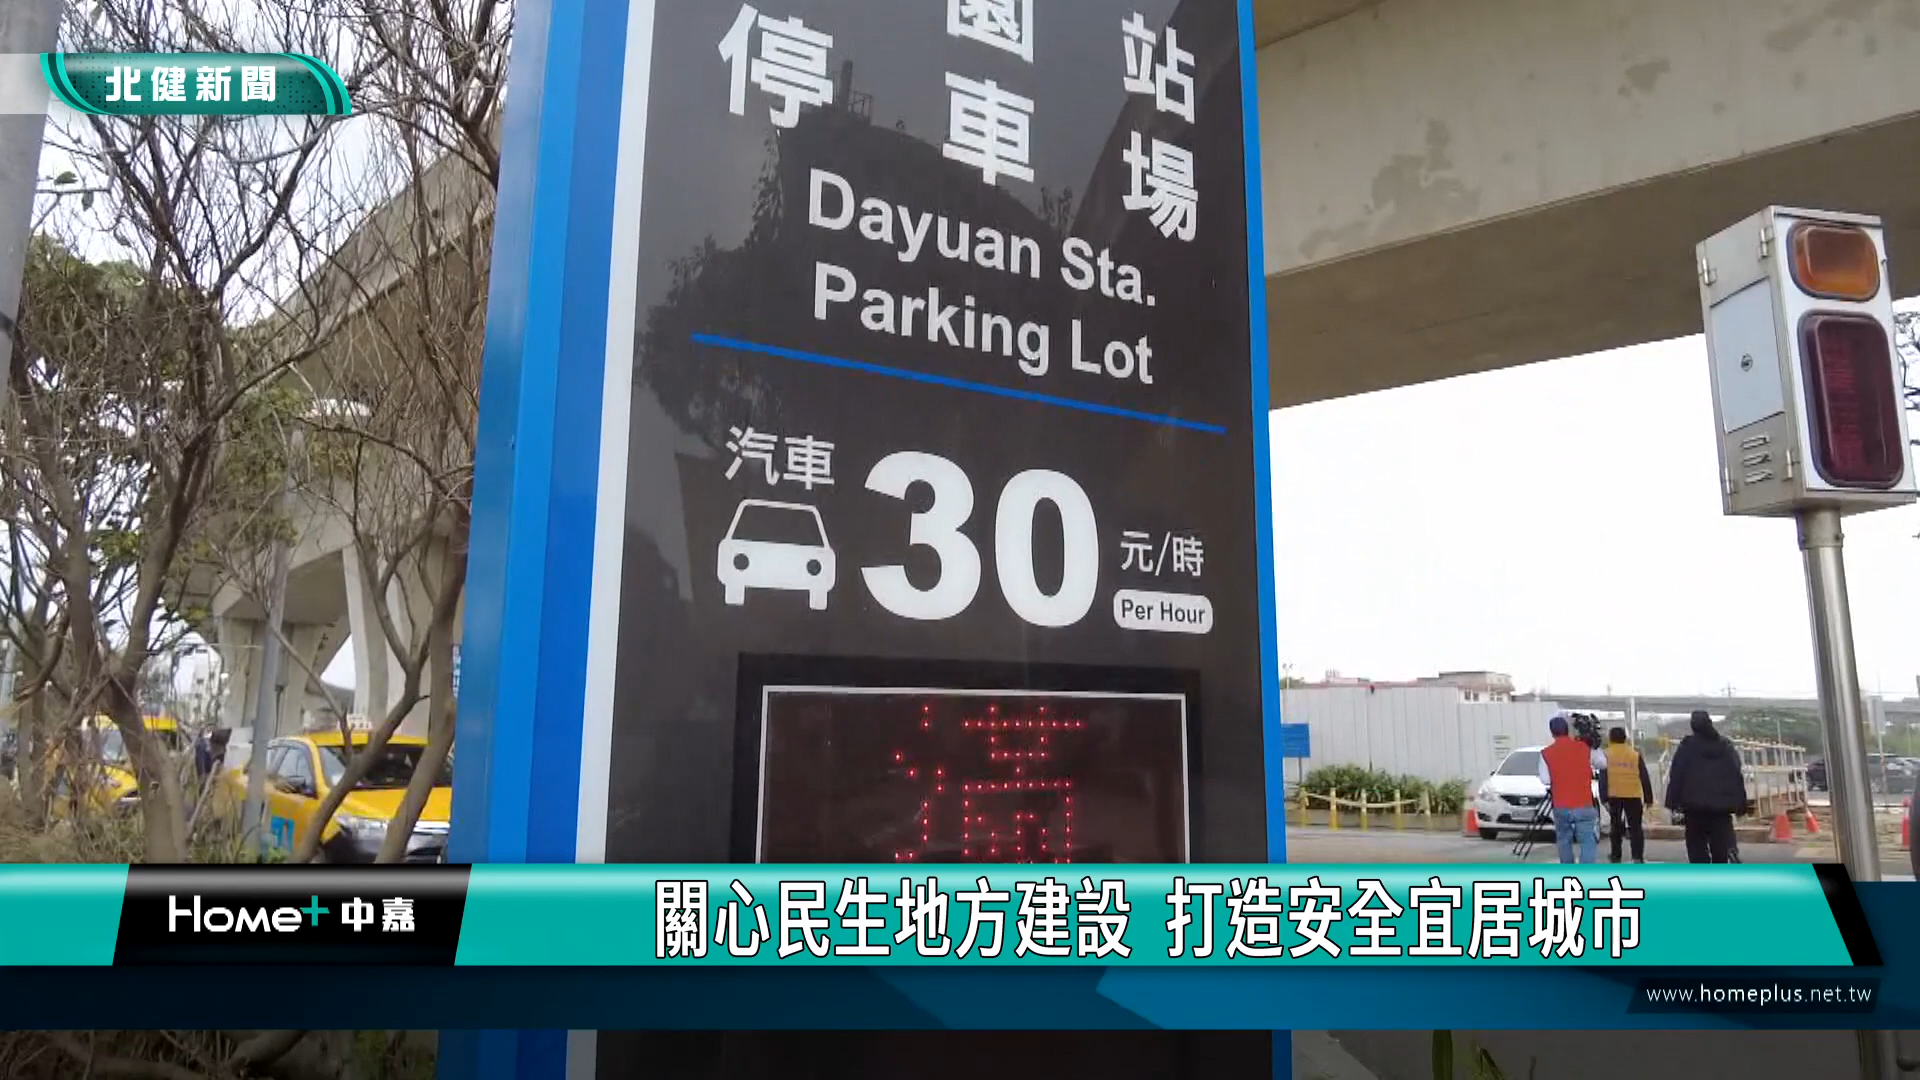 北健新聞
園 站
停 車 場
Dayuan Sta.
Parking Lot
汽車
30
元/時
Per Hour
滿
Home+ 中嘉
關心民生地方建設 打造安全宜居城市
www.homeplus.net.tw